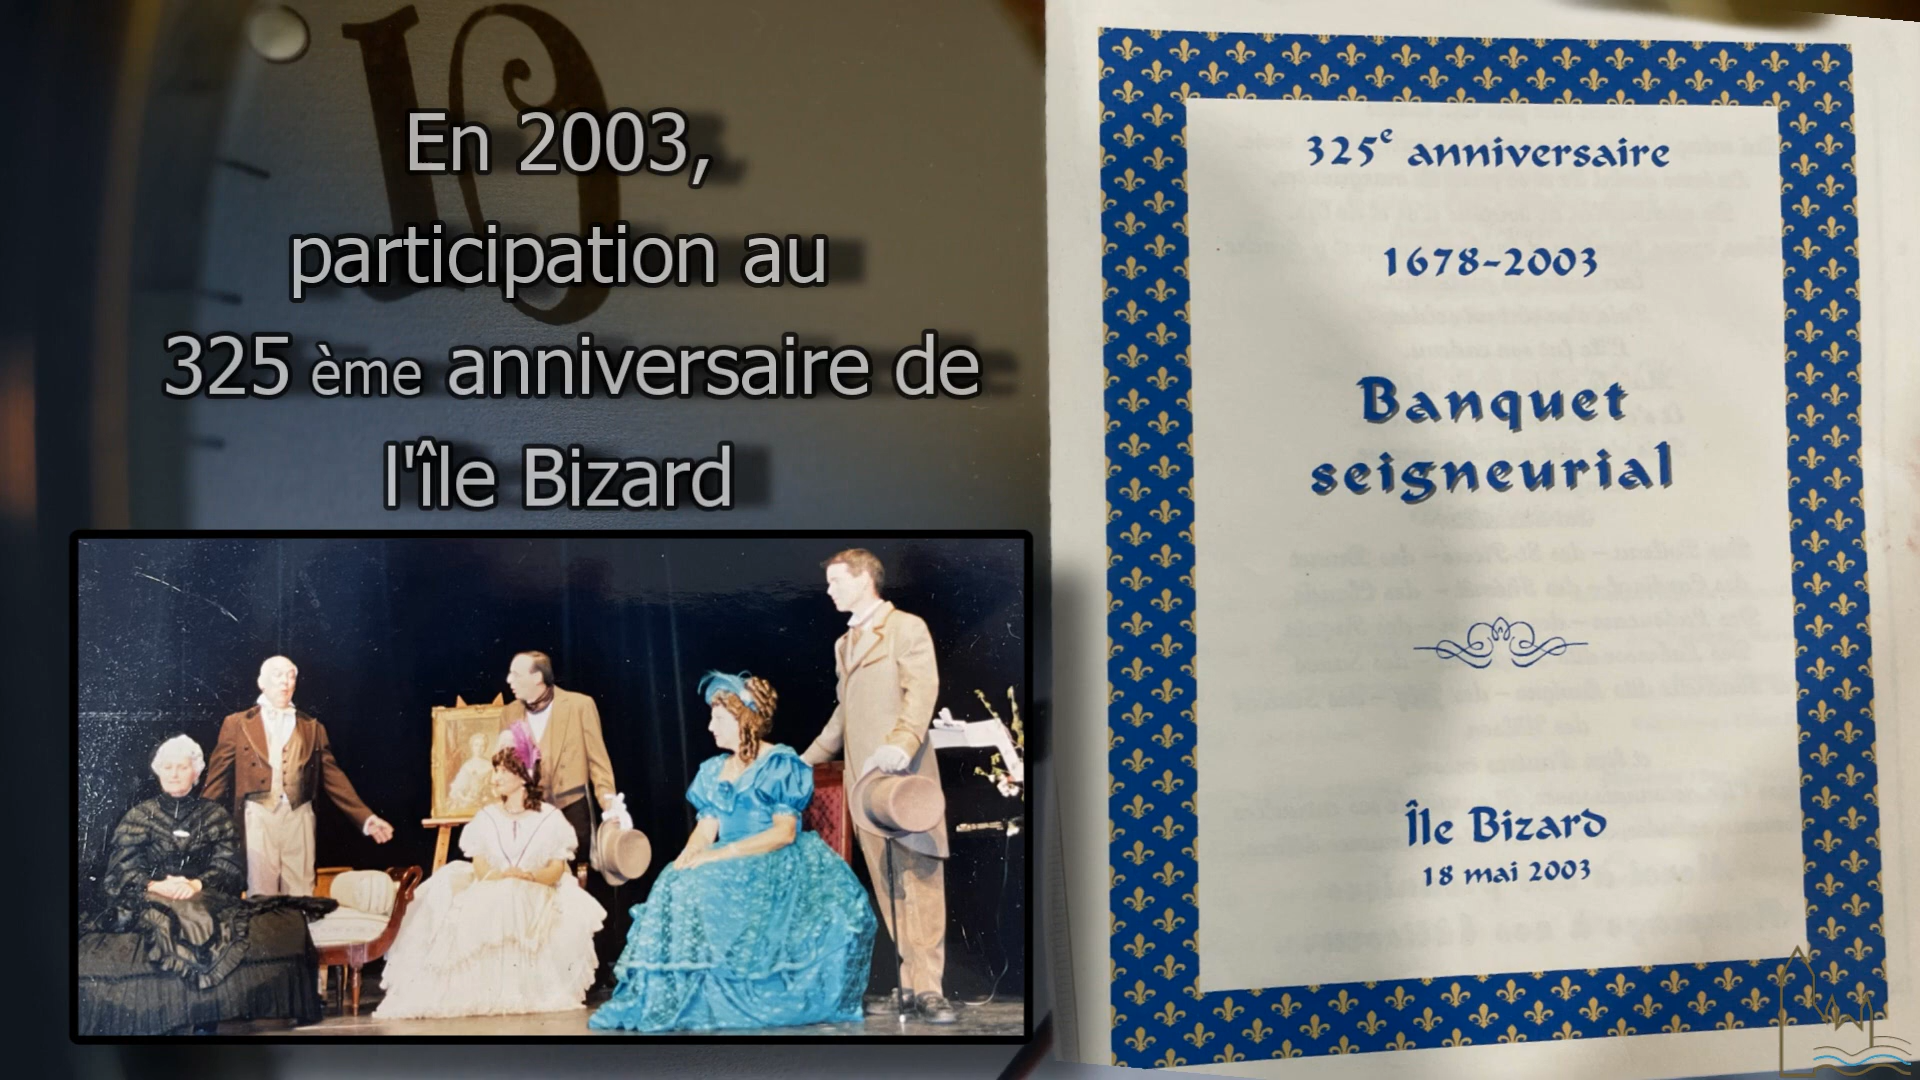 10
En 2003,
participation au
325 ème anniversaire de
l'île Bizard
325e anniversaire
1678-2003
Banquet
seigneurial
Île Bizard
18 mai 2003